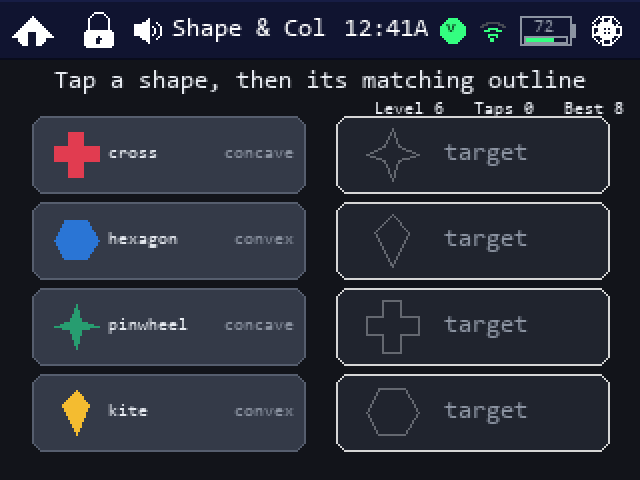 Shape & Col 12:41A 72
Tap a shape, then its matching outline
Level 6 Taps 0 Best 8
cross concave target
hexagon convex target
pinwheel concave target
kite convex target